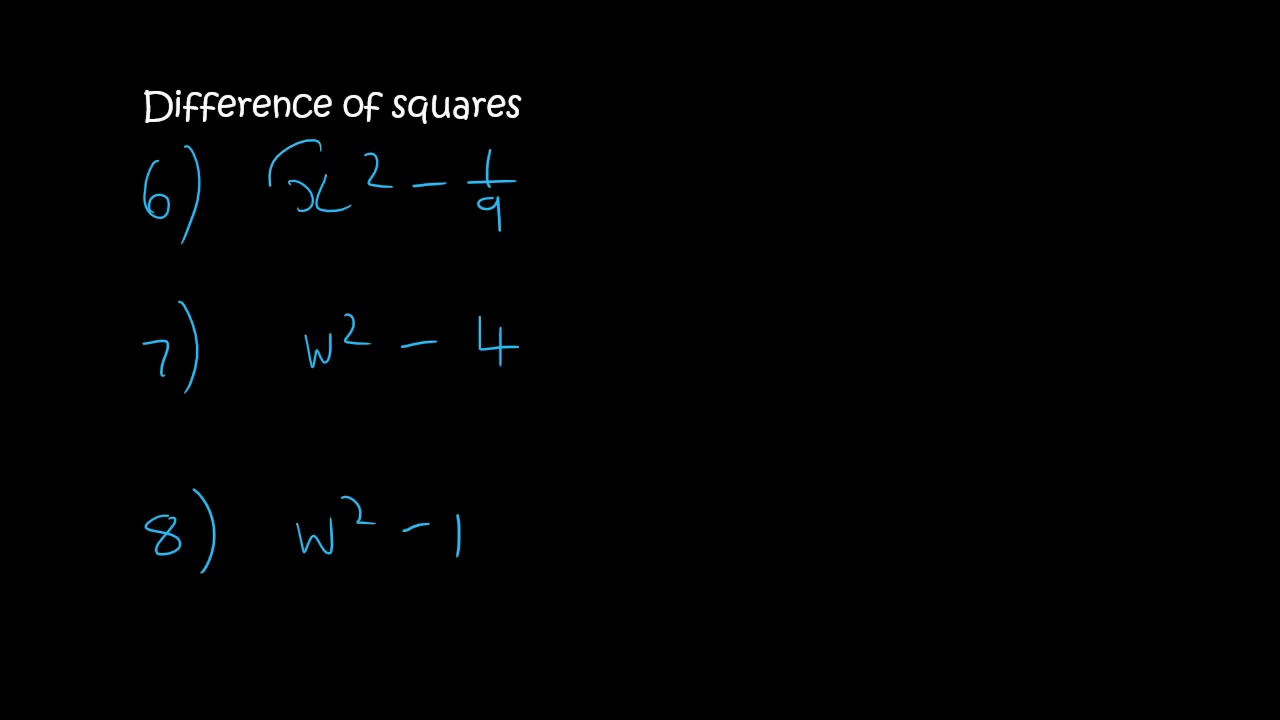 Difference of squares
6) x² - 1/9
7) w² - 4
8) w² - 1